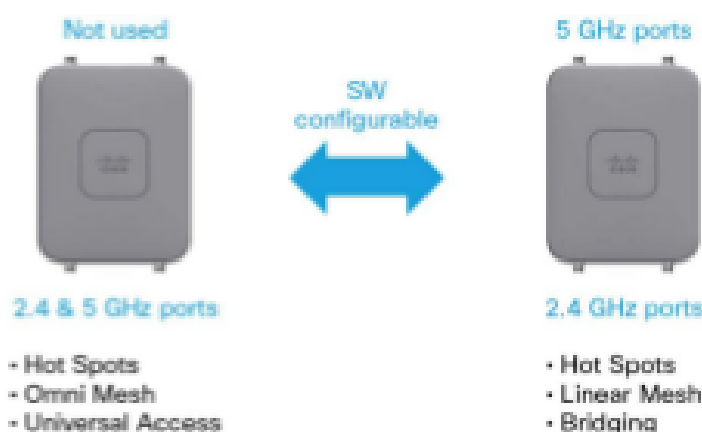 Not used
5 GHz ports
SW
configurable
2.4 & 5 GHz ports
2.4 GHz ports
• Hot Spots
• Omni Mesh
• Universal Access
• Hot Spots
• Linear Mesh
• Bridging